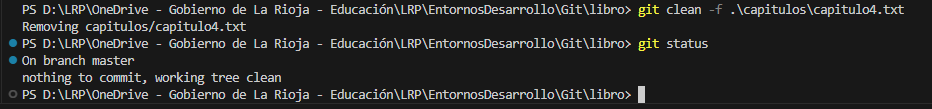 PS D:\LRP\OneDrive - Gobierno de La Rioja - Educación\LRP\EntornosDesarrollo\Git\libro> git clean -f .\capitulos\capitulo4.txt
Removing capitulos/capitulo4.txt
PS D:\LRP\OneDrive - Gobierno de La Rioja - Educación\LRP\EntornosDesarrollo\Git\libro> git status
On branch master
nothing to commit, working tree clean
PS D:\LRP\OneDrive - Gobierno de La Rioja - Educación\LRP\EntornosDesarrollo\Git\libro>